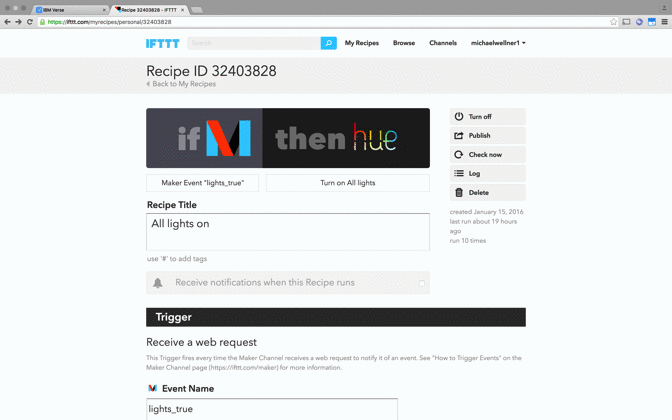 IBM Verse
Recipe ID 32403828 - IFTTT
https://ifttt.com/myrecipes/personal/32403828
IFTTT
Search
My Recipes
Browse
Channels
michaelwellner1
Recipe ID 32403828
Back to My Recipes
if M then hue
Maker Event "lights_true"
Turn on All lights
Turn off
Publish
Check now
Log
Delete
created January 15, 2016
last run about 19 hours
ago
run 10 times
Recipe Title
All lights on
use '#' to add tags
Receive notifications when this Recipe runs
Trigger
Receive a web request
This Trigger fires every time the Maker Channel receives a web request to notify it of an event. See "How to Trigger Events" on the
Maker Channel page (https://ifttt.com/maker) for more information.
M Event Name
lights_true